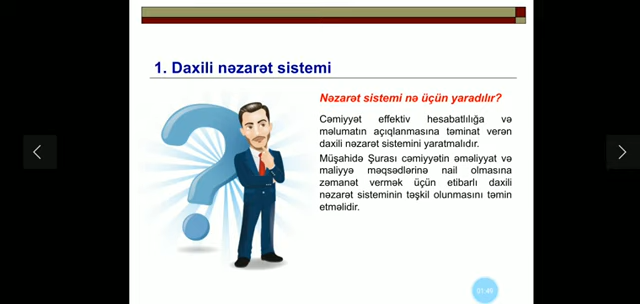 1. Daxili nəzarət sistemi
Nəzarət sistemi nə üçün yaradılır?
Cəmiyyət effektiv hesabatlılığa və
məlumatın açıqlanmasına təminat verən
daxili nəzarət sistemini yaratmalıdır.
Müşahidə Şurası cəmiyyətin əməliyyat və
maliyyə məqsədlərinə nail olmasına
zəmanət vermək üçün etibarlı daxili
nəzarət sisteminin təşkil olunmasını təmin
etməlidir.
01:49